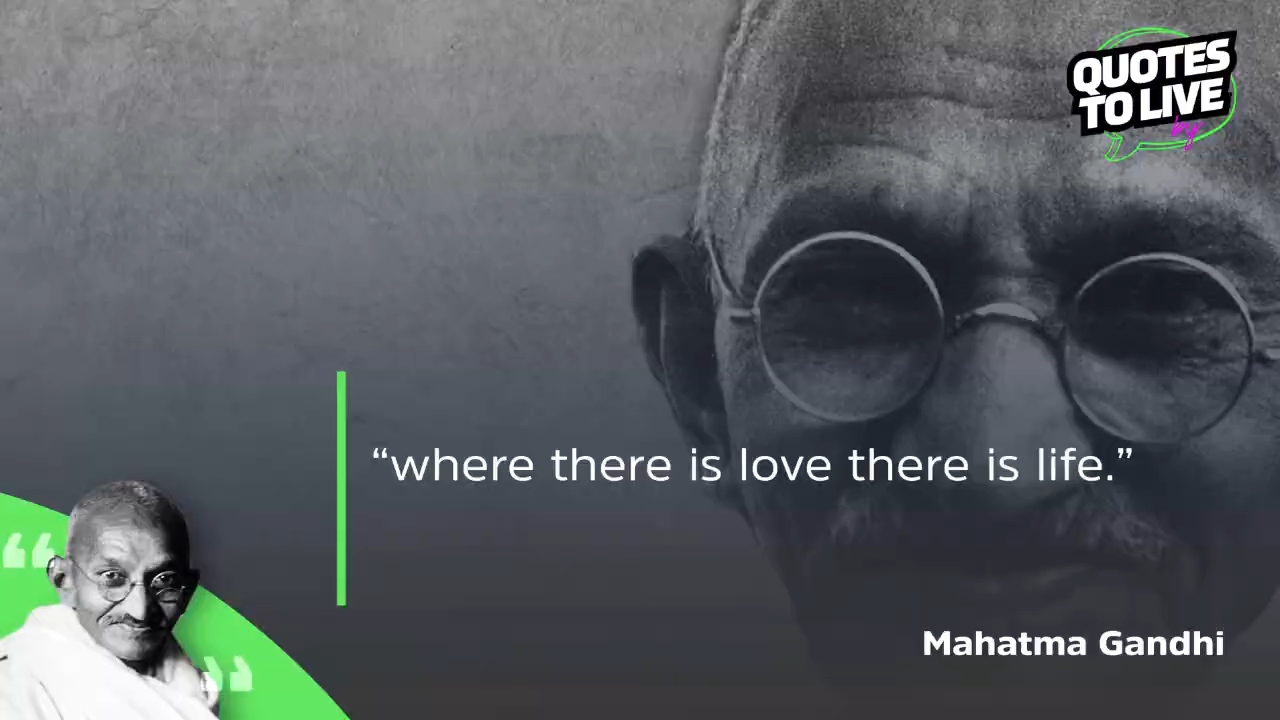 QUOTES
TO LIVE
by
“where there is love there is life.”
Mahatma Gandhi